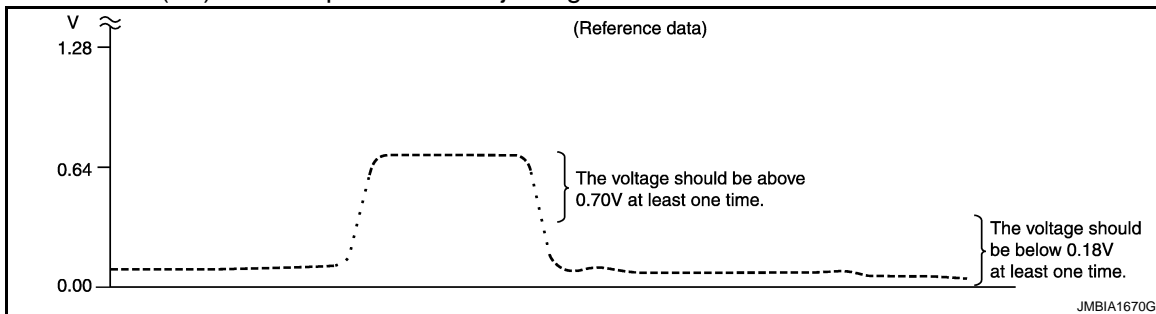 V
(Reference data)
1.28
0.64
The voltage should be above
0.70V at least one time.
The voltage should
be below 0.18V
at least one time.
0.00
JMBIA1670G